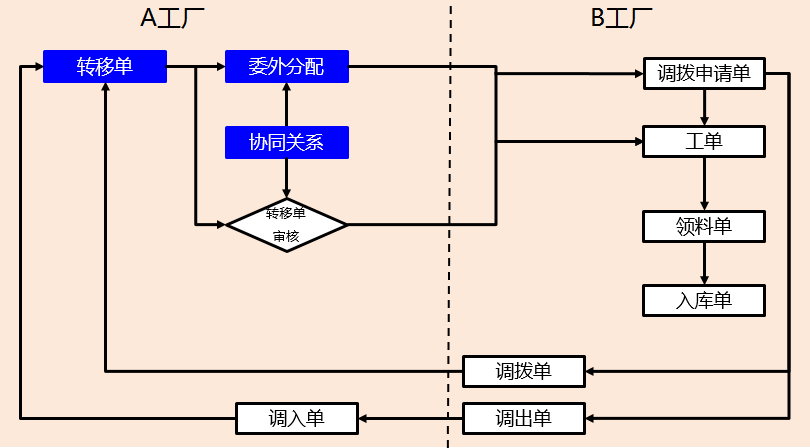 A工厂
B工厂
转移单
委外分配
调拨申请单
协同关系
工单
转移单
审核
领料单
入库单
调拨单
调入单
调出单